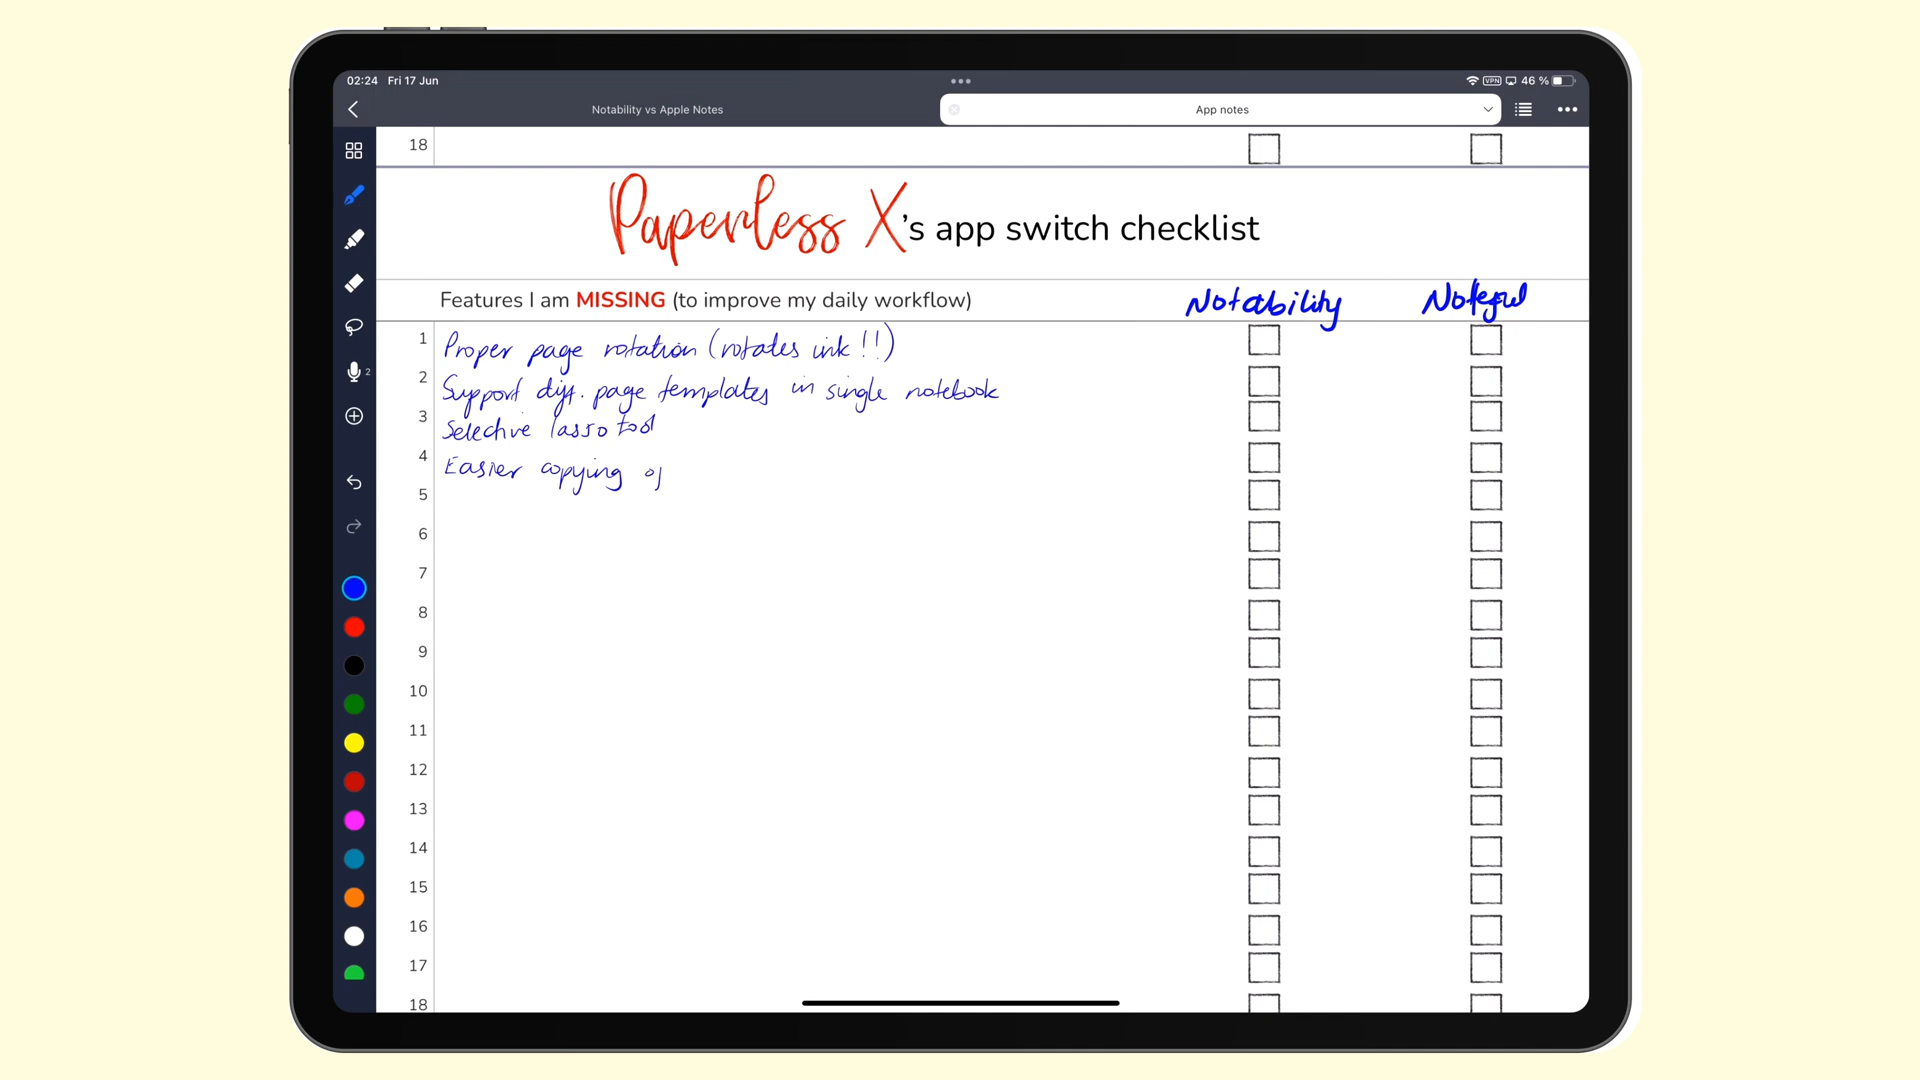 02:24 Fri 17 Jun
VPN 46 %
Notability vs Apple Notes
App notes
18
Paperless X's app switch checklist
Features I am MISSING (to improve my daily workflow)
Notability
Noteful
1 Proper page rotation (rotates ink !!)
2 Support diff. page templates in single notebook
3 Selective lasso tool
4 Easier copying of
2
5
6
7
8
9
10
11
12
13
14
15
16
17
18